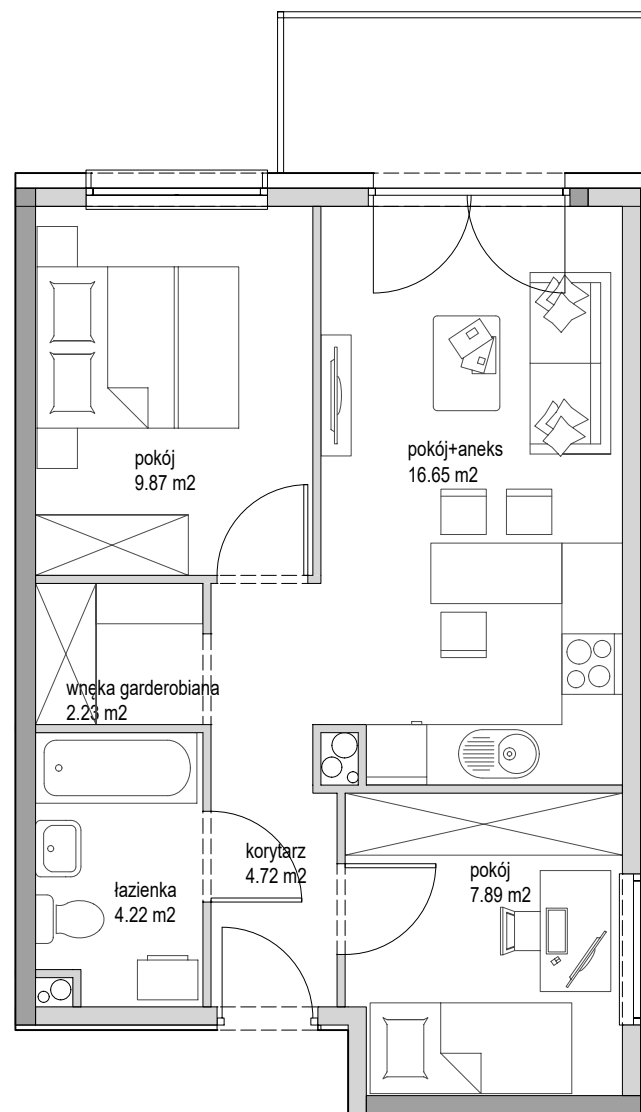 pokój
9.87 m2
pokój+aneks
16.65 m2
wnęka garderobiana
2.23 m2
korytarz
4.72 m2
łazienka
4.22 m2
pokój
7.89 m2